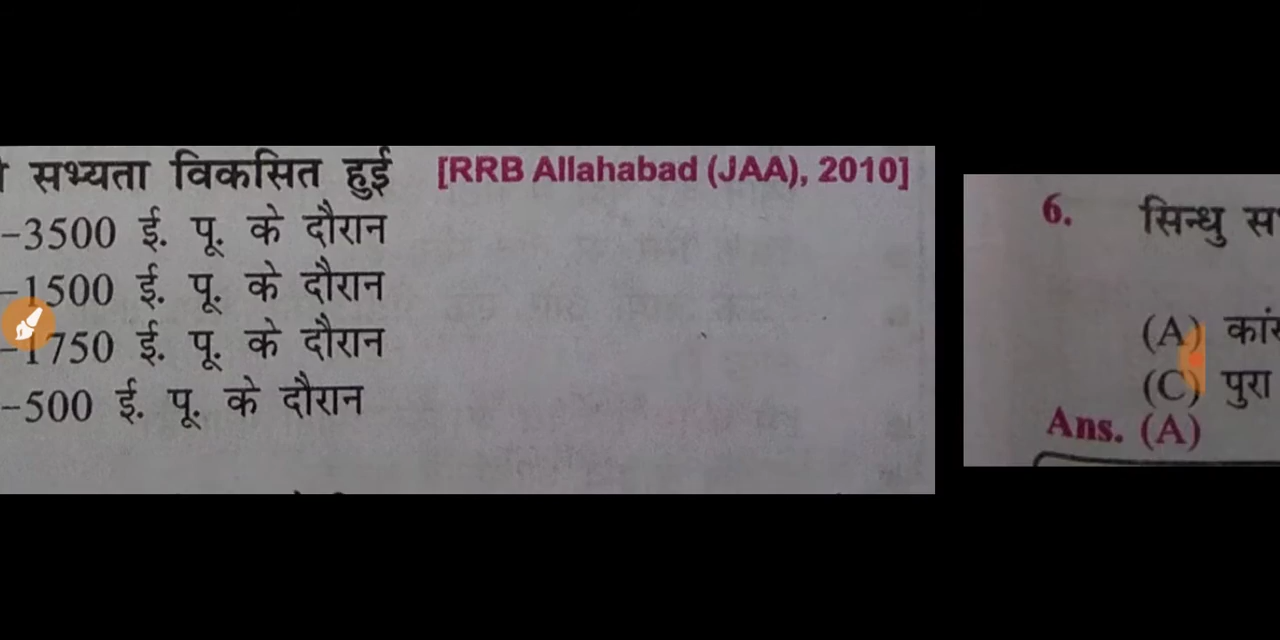 सभ्यता विकसित हुई [RRB Allahabad (JAA), 2010]
-3500 ई. पू. के दौरान
-1500 ई. पू. के दौरान
-1750 ई. पू. के दौरान
-500 ई. पू. के दौरान
6. सिन्धु
(A)
(C) पुरा
Ans. (A)